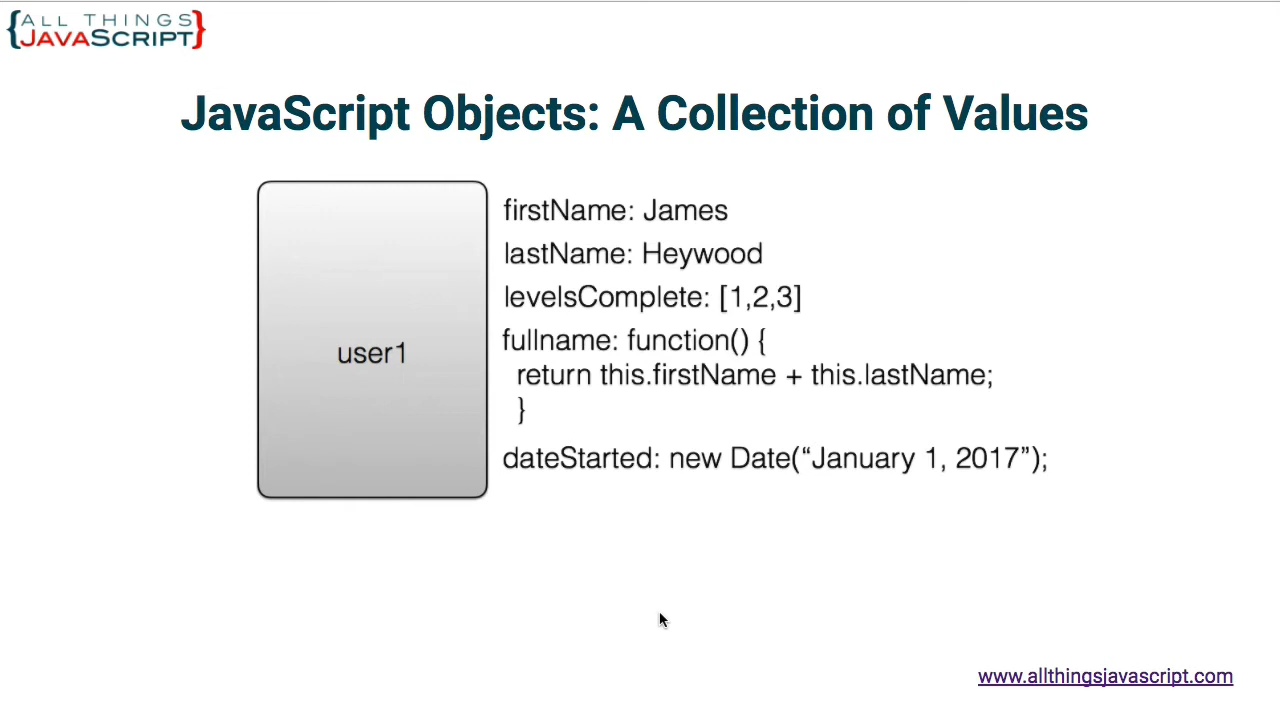 {ALL THINGS
JAVASCRIPT}
JavaScript Objects: A Collection of Values
user1
firstName: James
lastName: Heywood
levelsComplete: [1,2,3]
fullname: function() {
return this.firstName + this.lastName;
}
dateStarted: new Date(“January 1, 2017”);
www.allthingsjavascript.com